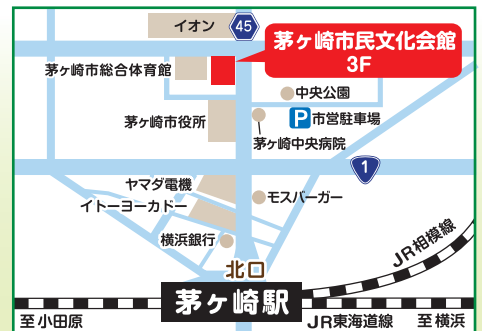 イオン
45
茅ヶ崎市民文化会館
3F
茅ヶ崎市総合体育館
中央公園
P 市営駐車場
茅ヶ崎市役所
茅ヶ崎中央病院
1
ヤマダ電機
モスバーガー
イトーヨーカドー
横浜銀行
JR相模線
北口
茅ヶ崎駅
至小田原
JR東海道線
至横浜